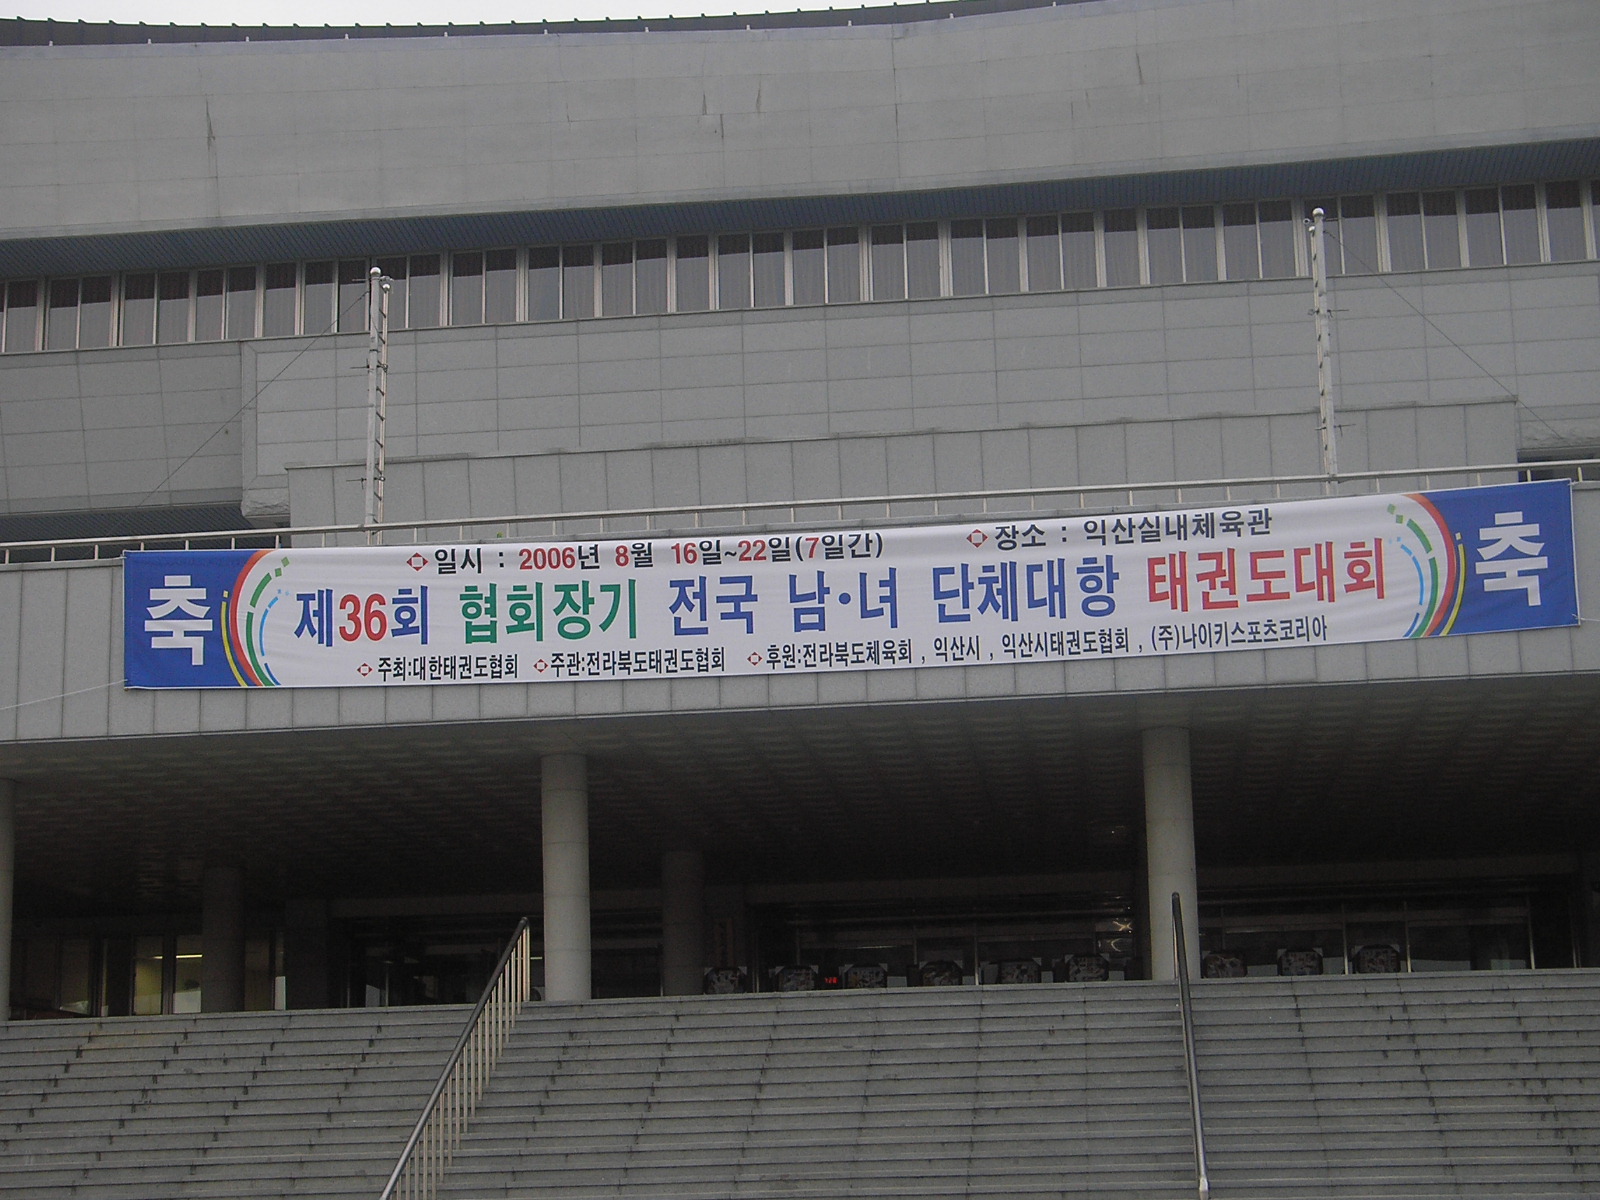 축
일시 : 2006년 8월 16일~22일(7일간) 장소 : 익산실내체육관
제36회 협회장기 전국 남·녀 단체대항 태권도대회
주최:대한태권도협회 주관:전라북도태권도협회 후원:전라북도체육회 , 익산시 , 익산시태권도협회 , (주)나이키스포츠코리아
축